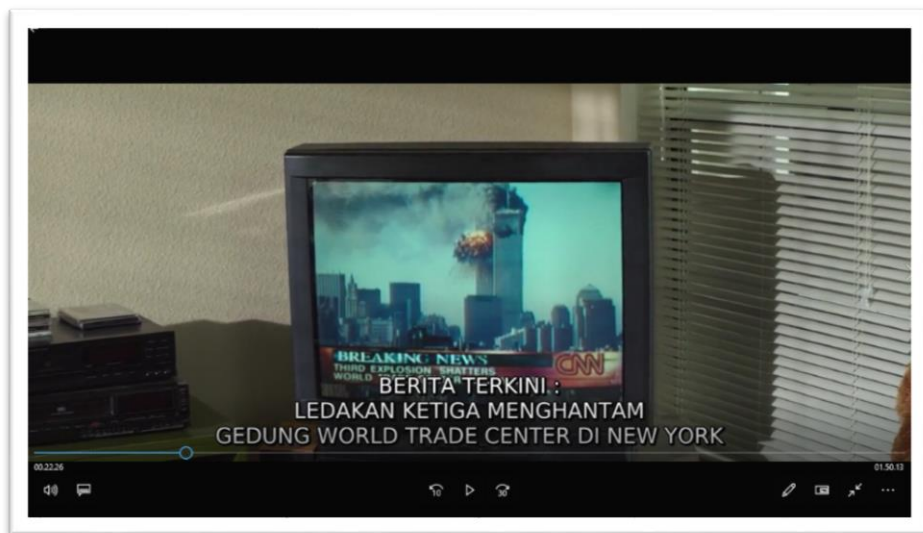 BREAKING NEWS
CNN
THIRD EXPLOSION SHATTERS
WORLD
BERITA TERKINI :
LEDAKAN KETIGA MENGHANTAM
GEDUNG WORLD TRADE CENTER DI NEW YORK
00.22.26
01.50.13
10
30